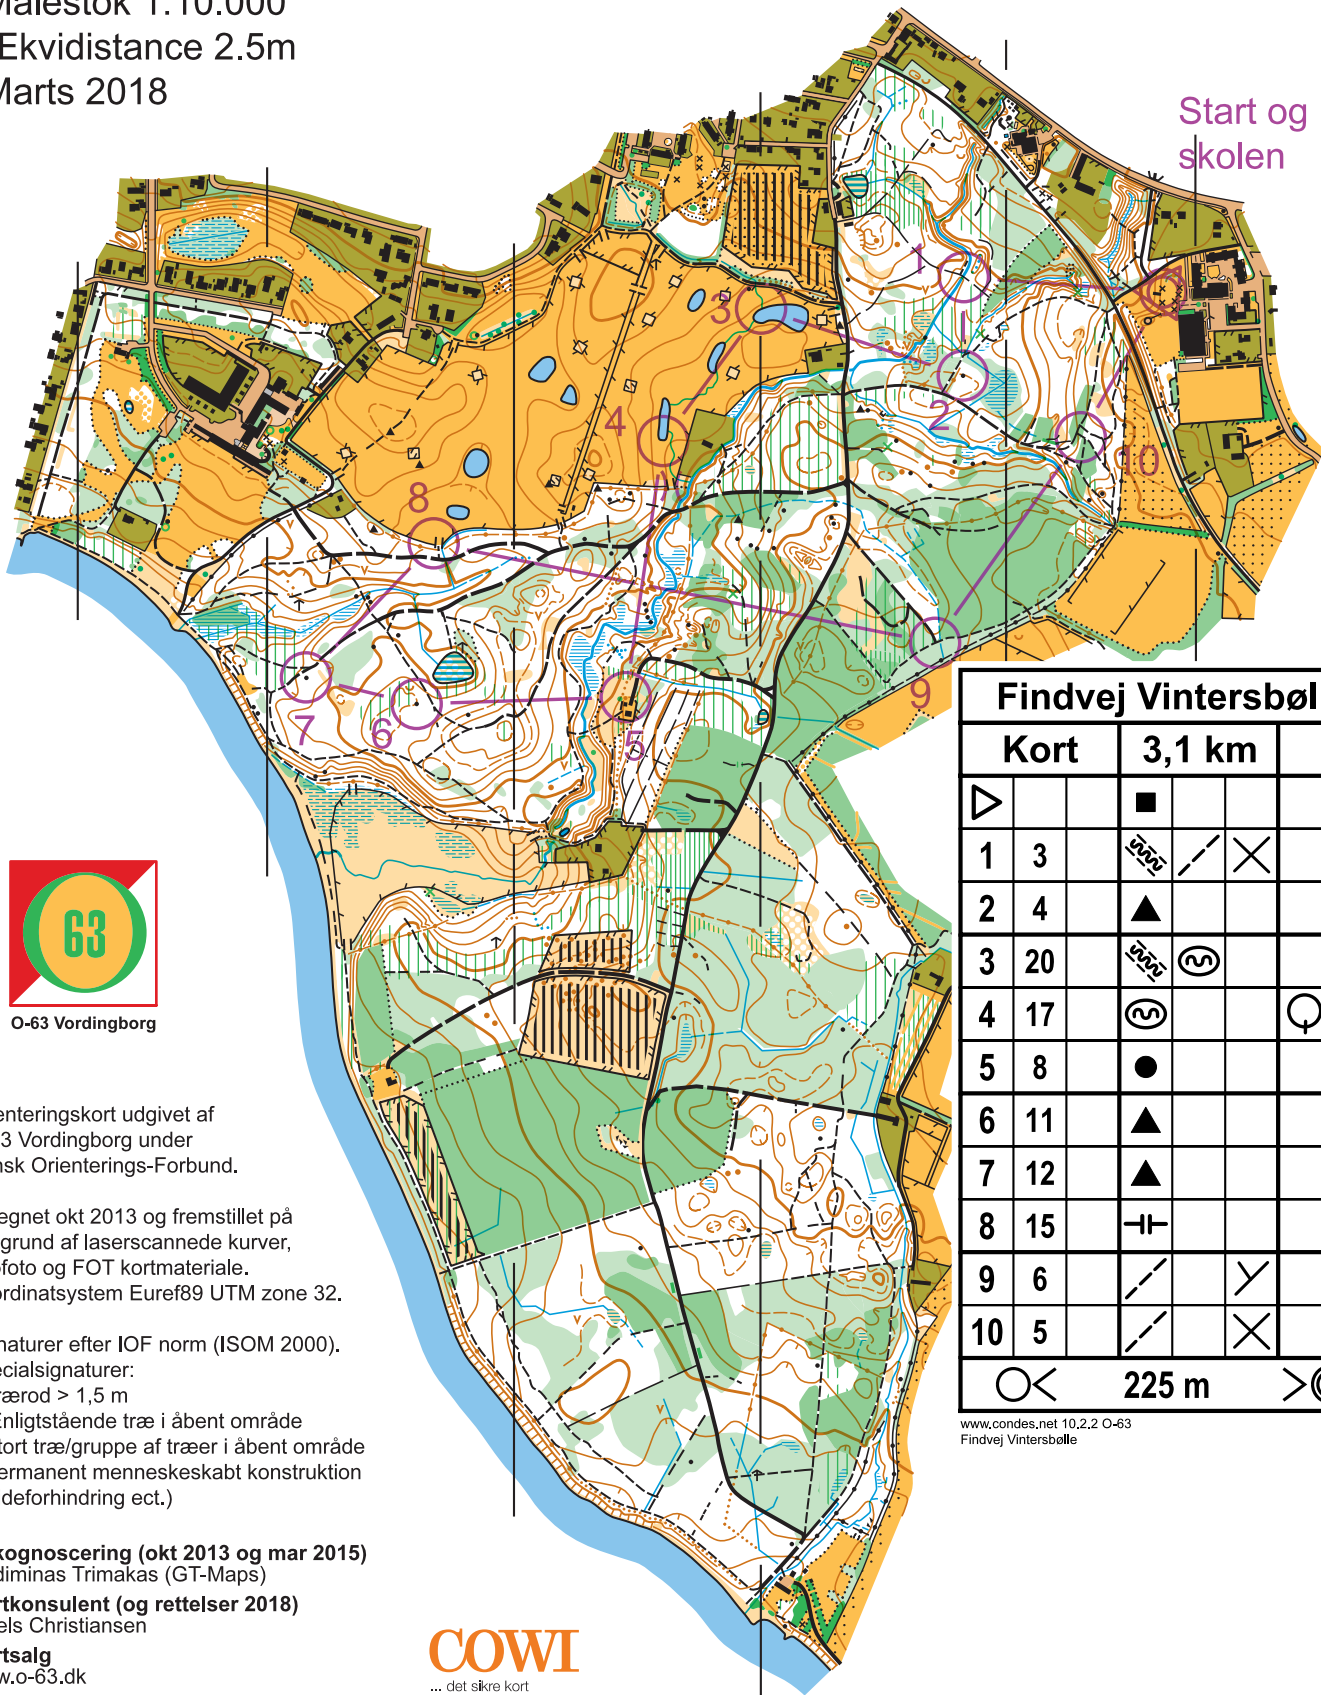 Målestok 1:10.000
Ekvidistance 2.5m
Marts 2018
Start og
skolen
1
2
3
4
5
6
7
8
9
10
63
O-63 Vordingborg
enteringskort udgivet af
3 Vordingborg under
nsk Orienterings-Forbund.
egnet okt 2013 og fremstillet på
grund af laserscannede kurver,
ofoto og FOT kortmateriale.
ordinatsystem Euref89 UTM zone 32.
naturer efter IOF norm (ISOM 2000).
ecialsignaturer:
rærod > 1,5 m
Enligtstående træ i åbent område
tort træ/gruppe af træer i åbent område
ermanent menneskeskabt konstruktion
deforhindring ect.)
kognoscering (okt 2013 og mar 2015)
diminas Trimakas (GT-Maps)
rtkonsulent (og rettelser 2018)
els Christiansen
rtsalg
w.o-63.dk
COWI
... det sikre kort
Findvej Vintersbøl
Kort 3,1 km
1 3
2 4
3 20
4 17
5 8
6 11
7 12
8 15
9 6
10 5
225 m
www.condes.net 10.2.2 O-63
Findvej Vintersbølle